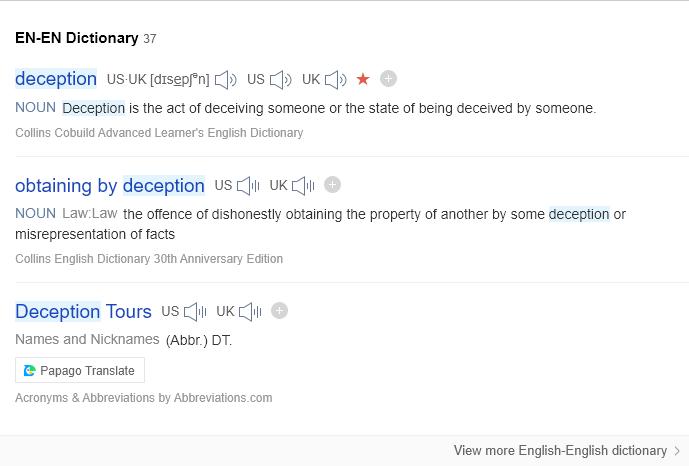 EN-EN Dictionary 37
deception US·UK [dɪsepʃᵊn] US UK
NOUN Deception is the act of deceiving someone or the state of being deceived by someone.
Collins Cobuild Advanced Learner's English Dictionary
obtaining by deception US UK
NOUN Law:Law the offence of dishonestly obtaining the property of another by some deception or
misrepresentation of facts
Collins English Dictionary 30th Anniversary Edition
Deception Tours US UK
Names and Nicknames (Abbr.) DT.
Papago Translate
Acronyms & Abbreviations by Abbreviations.com
View more English-English dictionary